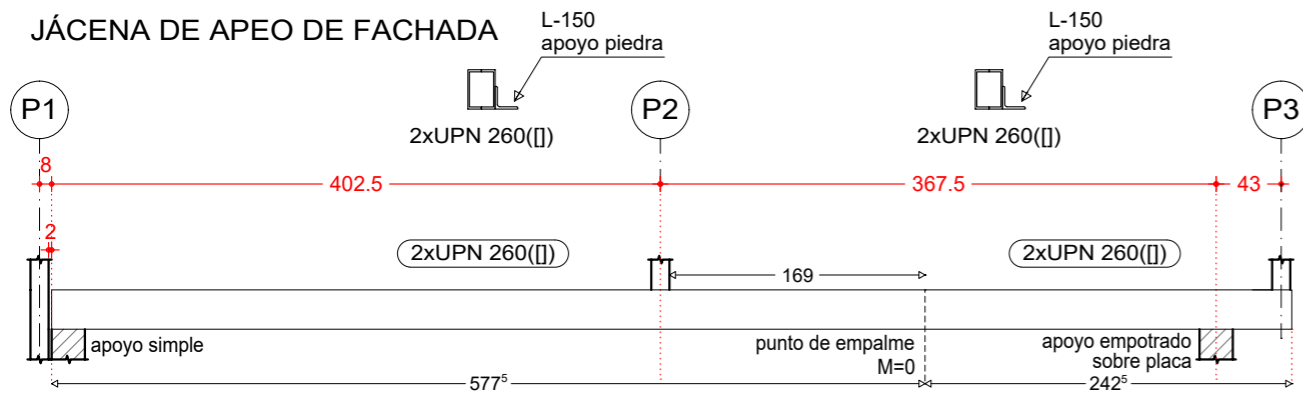 JÁCENA DE APEO DE FACHADA
L-150
apoyo piedra
L-150
apoyo piedra
P1
P2
P3
2xUPN 260([])
2xUPN 260([])
8
402.5
367.5
43
2
2xUPN 260([])
2xUPN 260([])
169
apoyo simple
punto de empalme
M=0
apoyo empotrado
sobre placa
577⁵
242⁵